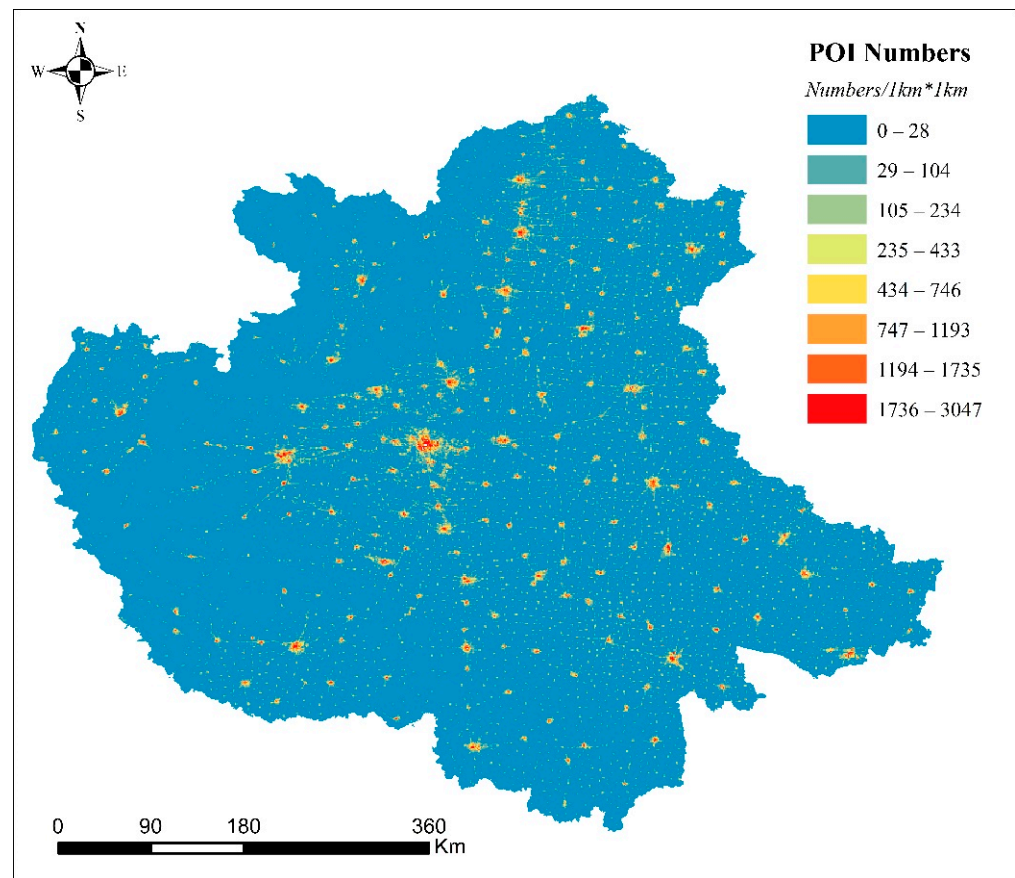 N
W E
S
POI Numbers
Numbers/1km*1km
0 – 28
29 – 104
105 – 234
235 – 433
434 – 746
747 – 1193
1194 – 1735
1736 – 3047
0 90 180 360
Km